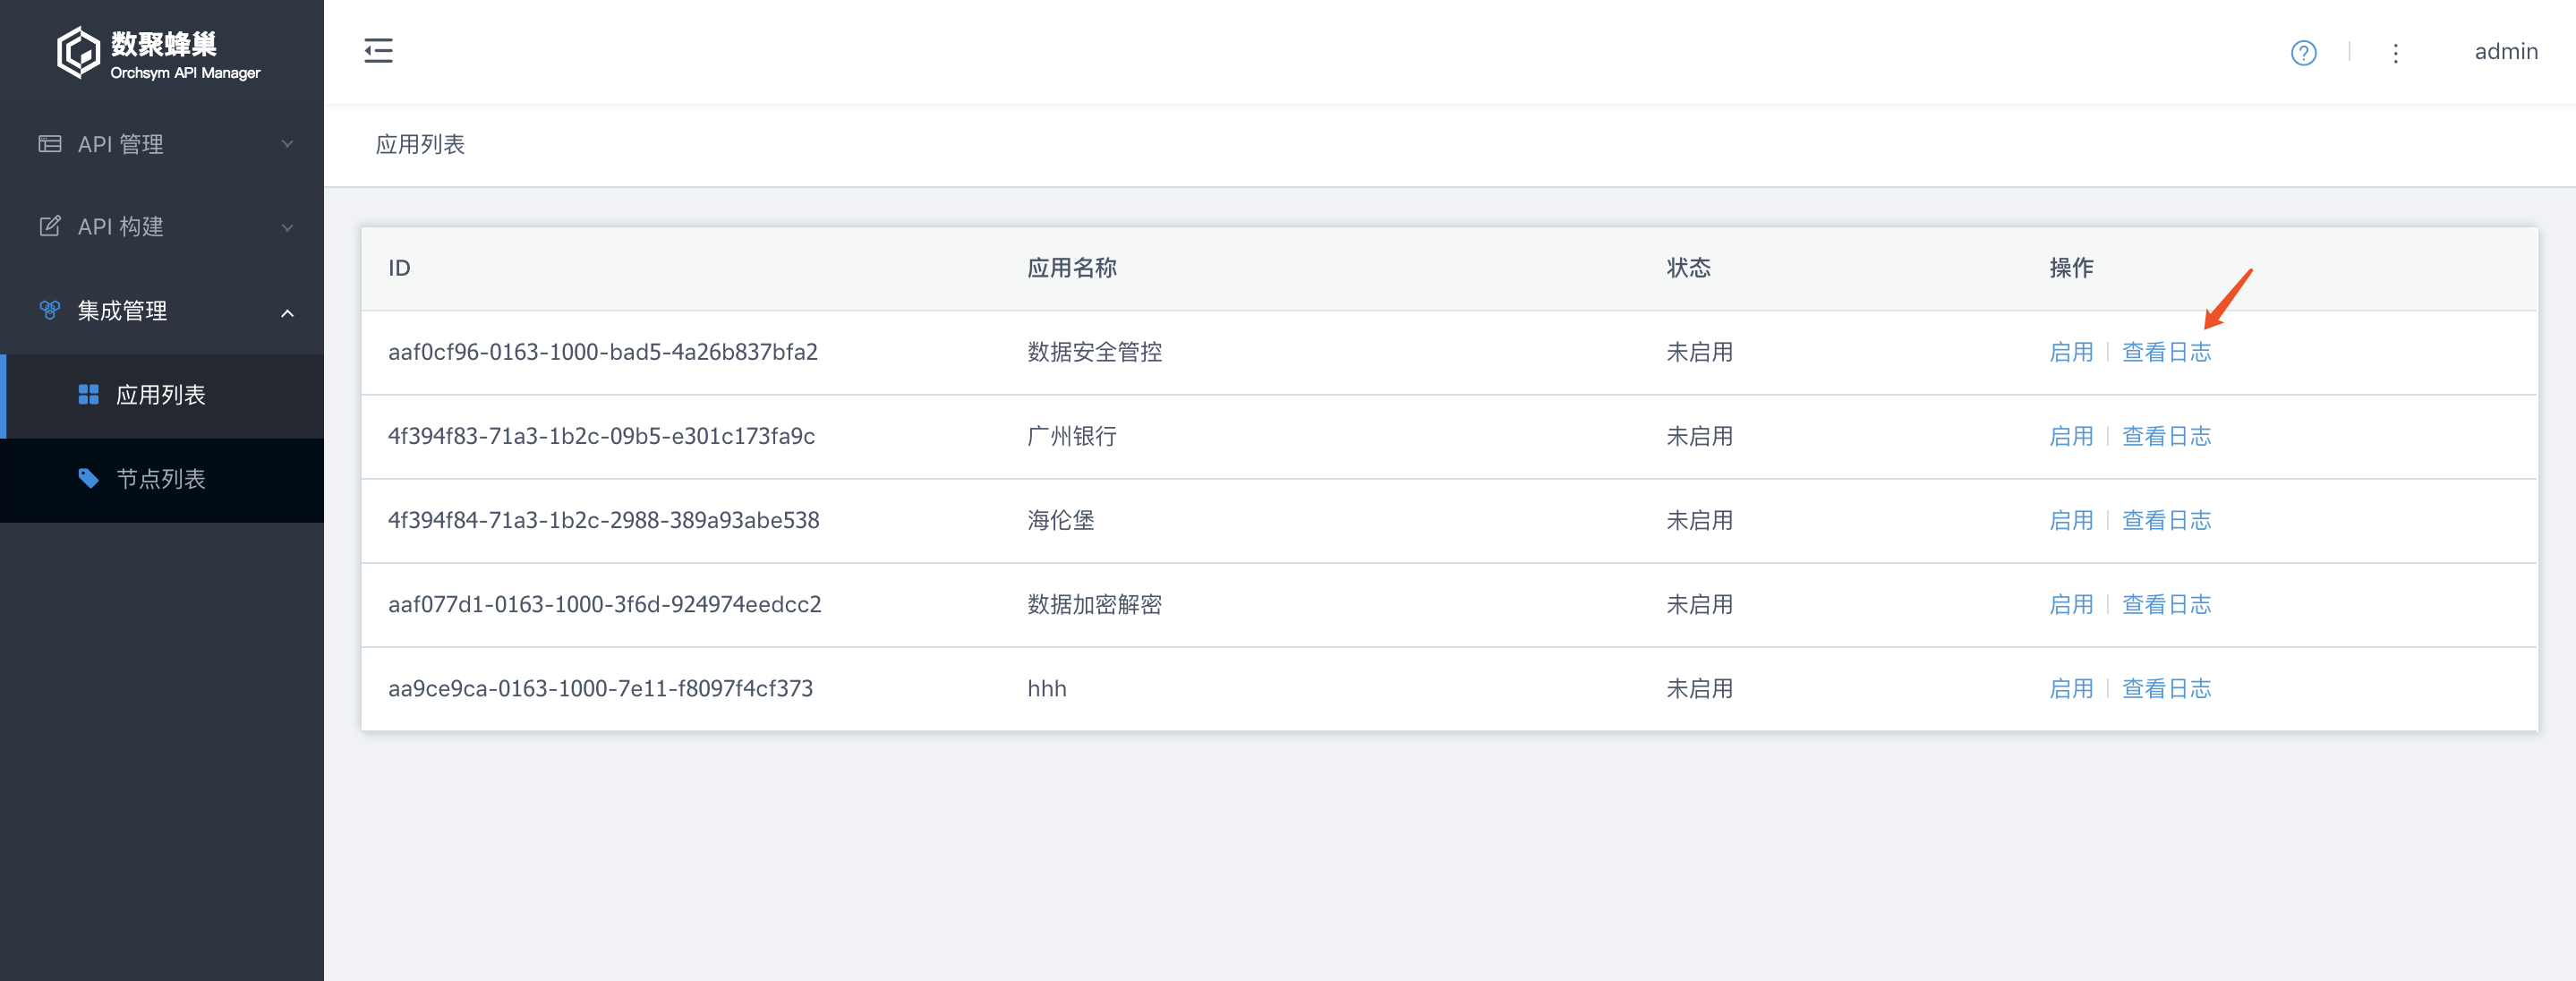 数聚蜂巢
Orchsym API Manager
admin
API 管理
API 构建
集成管理
应用列表
节点列表
应用列表
ID 应用名称 状态 操作
aaf0cf96-0163-1000-bad5-4a26b837bfa2 数据安全管控 未启用 启用 查看日志
4f394f83-71a3-1b2c-09b5-e301c173fa9c 广州银行 未启用 启用 查看日志
4f394f84-71a3-1b2c-2988-389a93abe538 海伦堡 未启用 启用 查看日志
aaf077d1-0163-1000-3f6d-924974eedcc2 数据加密解密 未启用 启用 查看日志
aa9ce9ca-0163-1000-7e11-f8097f4cf373 hhh 未启用 启用 查看日志